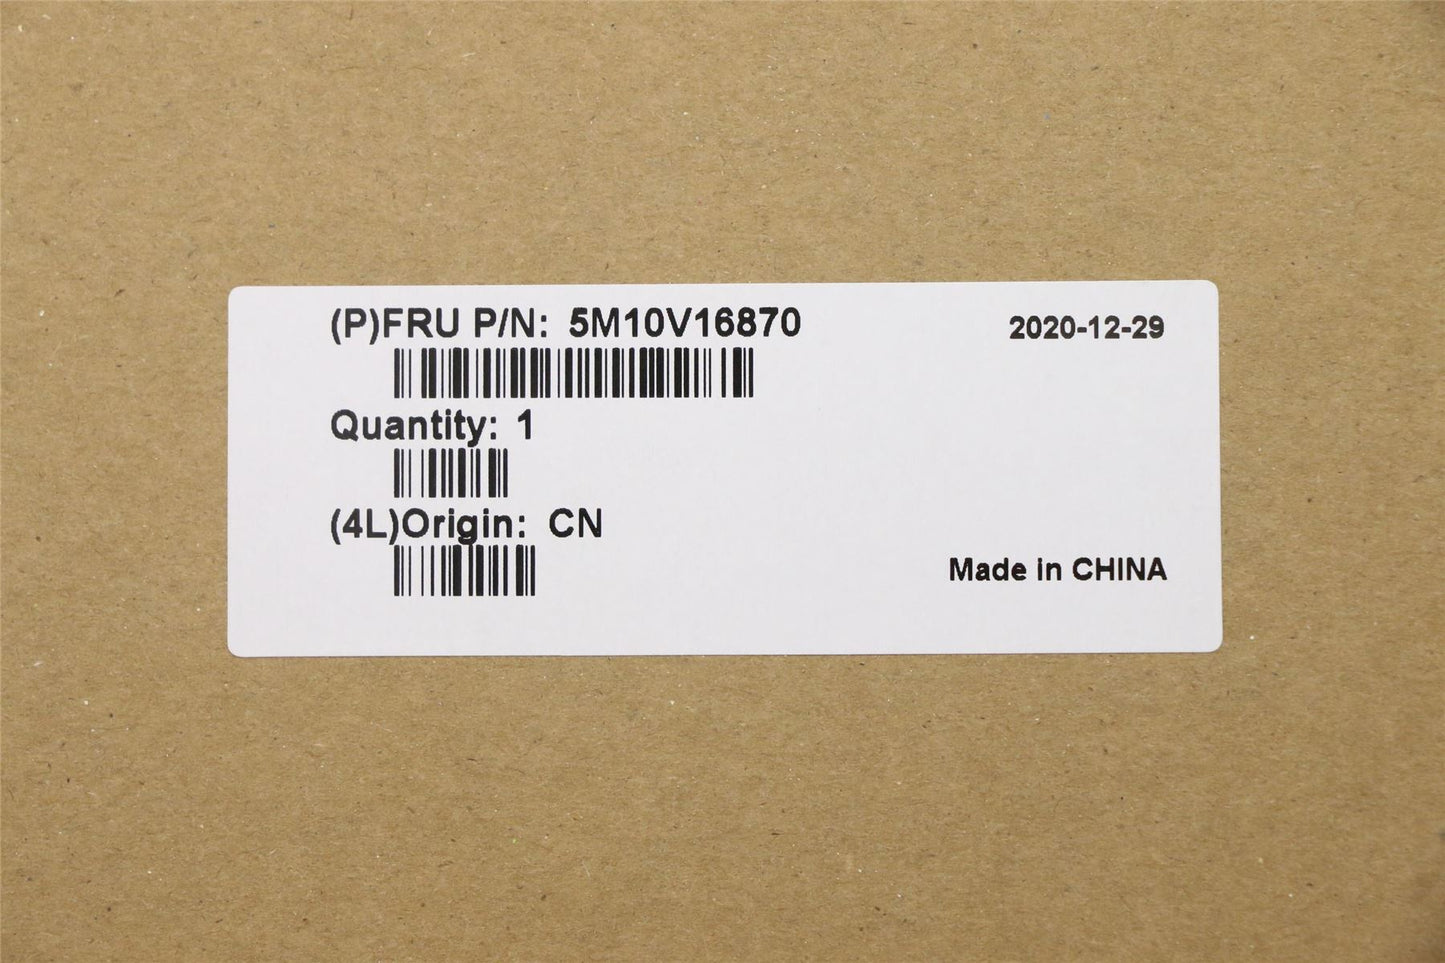 (P)FRU P/N: 5M10V16870
2020-12-29
Quantity: 1
(4L)Origin: CN
Made in CHINA